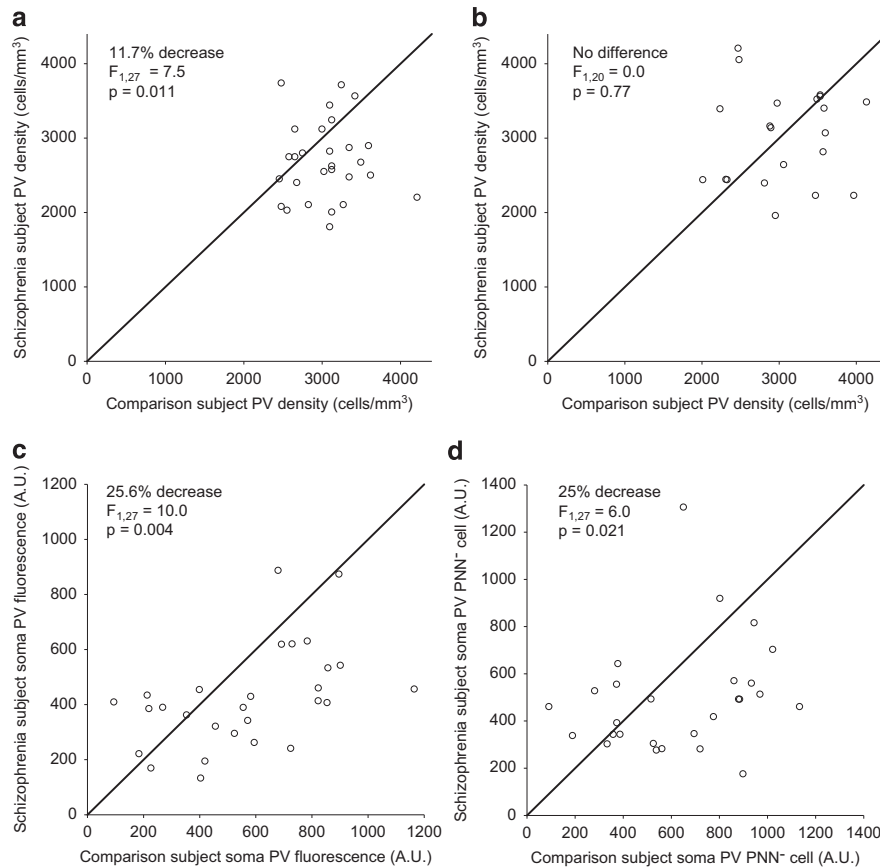 a
11.7% decrease
F1,27 = 7.5
p = 0.011
Schizophrenia subject PV density (cells/mm3)
4000
3000
2000
1000
0
0 1000 2000 3000 4000
Comparison subject PV density (cells/mm3)
b
No difference
F1,20 = 0.0
p = 0.77
Schizophrenia subject PV density (cells/mm3)
4000
3000
2000
1000
0
0 1000 2000 3000 4000
Comparison subject PV density (cells/mm3)
c
25.6% decrease
F1,27 = 10.0
p = 0.004
Schizophrenia subject soma PV fluorescence (A.U.)
1200
1000
800
600
400
200
0
0 200 400 600 800 1000 1200
Comparison subject soma PV fluorescence (A.U.)
d
25% decrease
F1,27 = 6.0
p = 0.021
Schizophrenia subject soma PV PNN- cell (A.U.)
1400
1200
1000
800
600
400
200
0
0 200 400 600 800 1000 1200 1400
Comparison subject soma PV PNN- cell (A.U.)